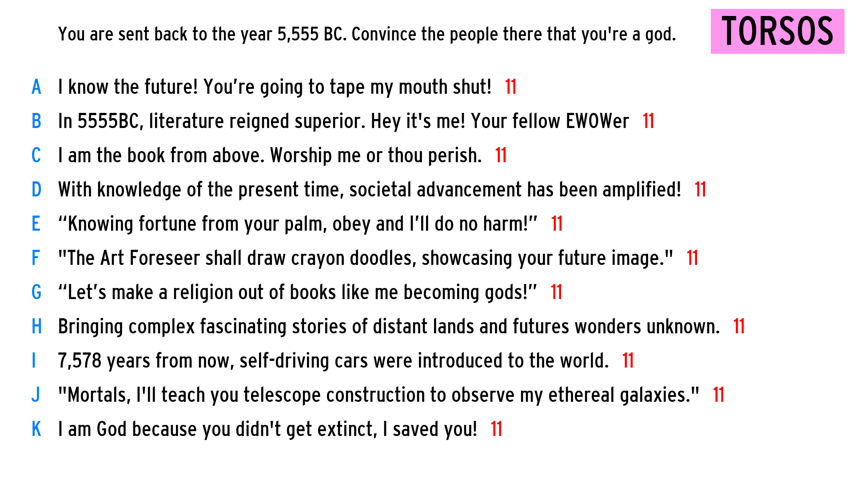 You are sent back to the year 5,555 BC. Convince the people there that you're a god.
TORSOS
A I know the future! You’re going to tape my mouth shut! 11
B In 5555BC, literature reigned superior. Hey it's me! Your fellow EWOWer 11
C I am the book from above. Worship me or thou perish. 11
D With knowledge of the present time, societal advancement has been amplified! 11
E “Knowing fortune from your palm, obey and I’ll do no harm!” 11
F "The Art Foreseer shall draw crayon doodles, showcasing your future image." 11
G “Let’s make a religion out of books like me becoming gods!” 11
H Bringing complex fascinating stories of distant lands and futures wonders unknown. 11
I 7,578 years from now, self-driving cars were introduced to the world. 11
J "Mortals, I'll teach you telescope construction to observe my ethereal galaxies." 11
K I am God because you didn't get extinct, I saved you! 11